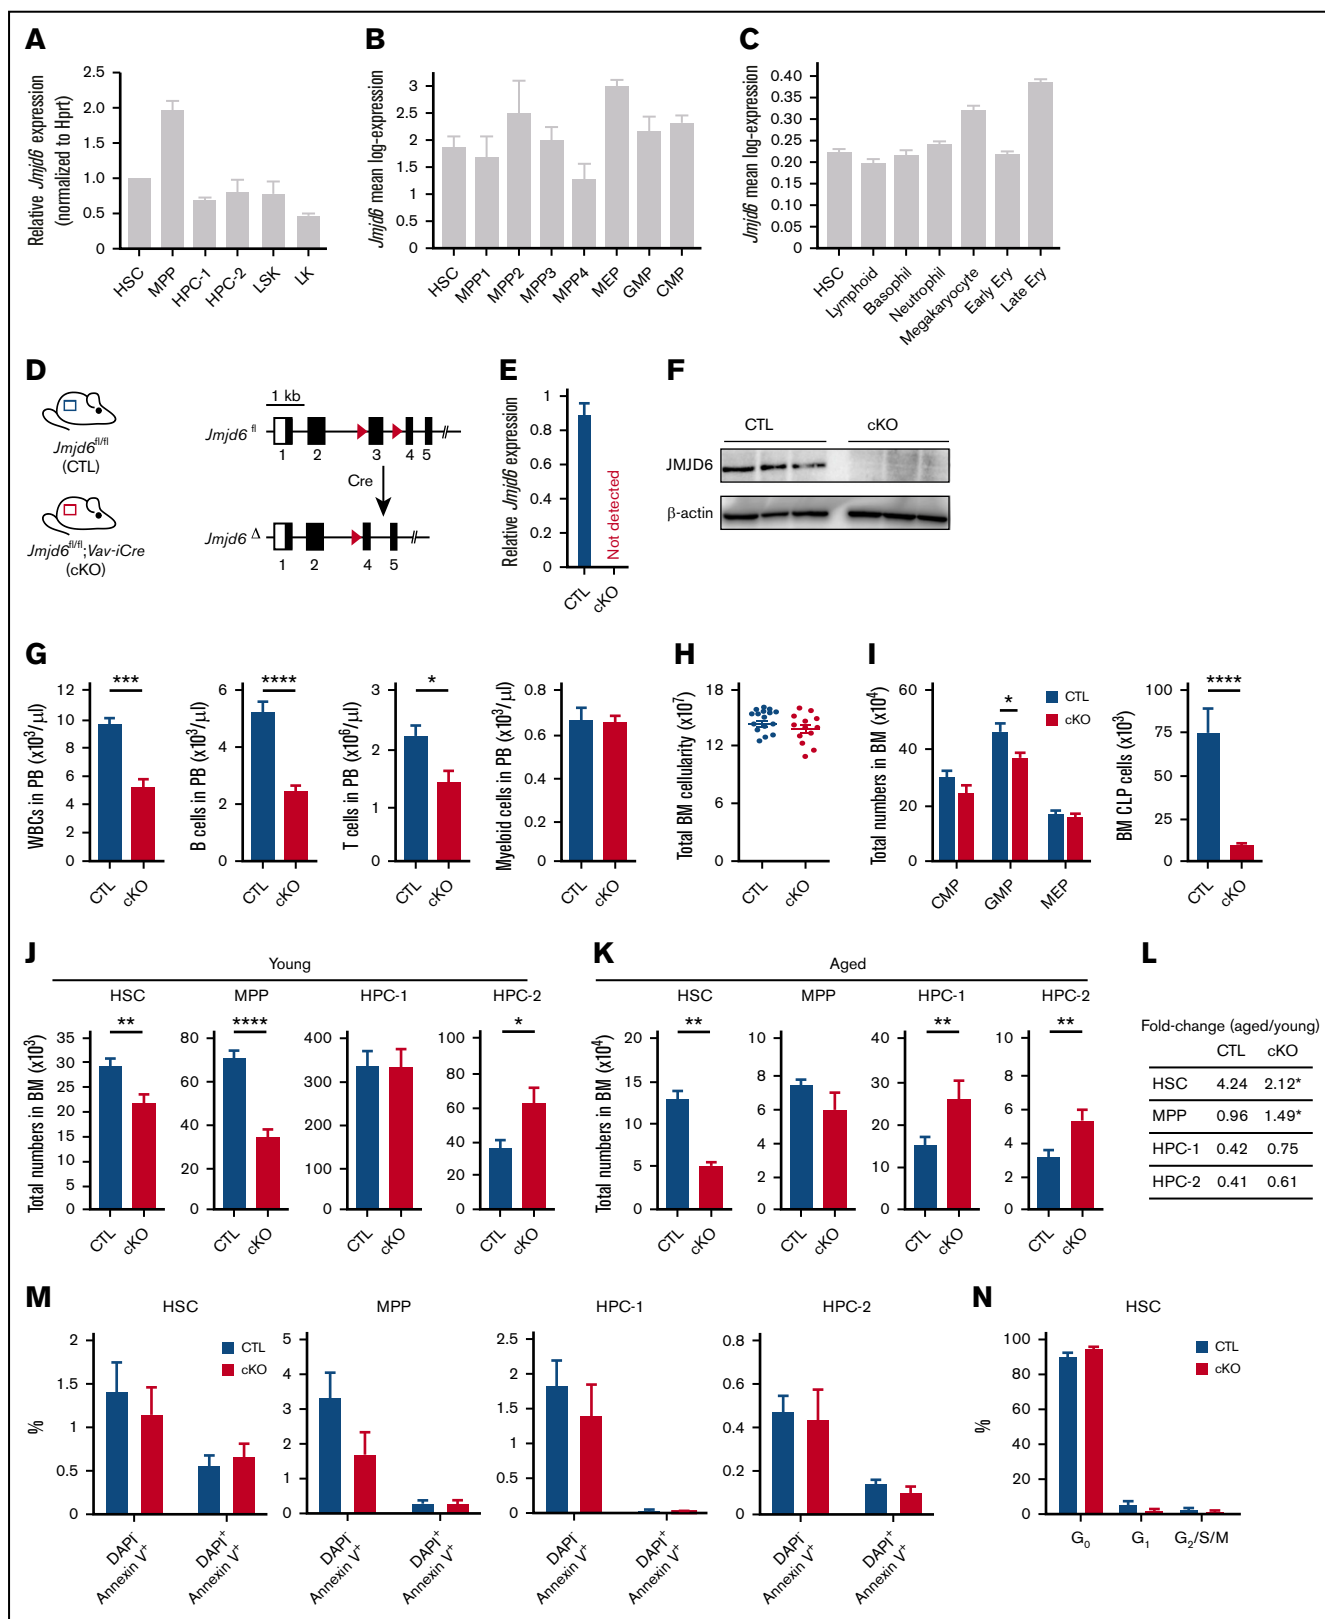 A
Relative Jmjd6 expression
(normalized to Hprt)
2.5
2.0
1.0
0.5
0
HSC
MPP
HPC-1
HPC-2
LSK
LK
B
Jmjd6 mean log-expression
3
2.5
2
1.5
1
0.5
0
HSC
MPP1
MPP2
MPP3
MPP4
MEP
GMP
CMP
C
Jmjd6 mean log-expression
0.40
0.35
0.30
0.25
0.20
0.15
0.10
0.05
0
HSC
Lymphoid
Basophil
Neutrophil
Megakaryocyte
Early Ery
Late Ery
D
Jmjd6fl/fl
(CTL)
Jmjd6fl/fl;Vav-iCre
(cKO)
1 kb
Jmjd6 fl
1 2 3 4 5
Cre
Jmjd6 Δ
1 2 4 5
E
Relative Jmjd6 expression
1
0.8
0.6
0.4
0.2
0
Not detected
CTL
cKO
F
CTL cKO
JMJD6
β-actin
G
WBCs in PB (x10³/µl)
12
10
8
6
4
2
0
***
CTL
cKO
B cells in PB (x10³/µl)
6
4
2
0
****
CTL
cKO
T cells in PB (x10⁶/µl)
3
2
1
0
*
CTL
cKO
Myeloid cells in PB (x10³/µl)
0.8
0.6
0.4
0.2
0
CTL
cKO
H
Total BM cellularity (x10⁷)
18
12
6
0
CTL
cKO
I
Total numbers in BM (x10⁴)
60
40
20
0
*
CTL
cKO
CMP
GMP
MEP
BM CLP cells (x10³)
100
75
50
25
0
****
CTL
cKO
J
Young
Total numbers in BM (x10³)
HSC
35
30
25
20
15
10
5
0
**
CTL
cKO
MPP
80
60
40
20
0
****
CTL
cKO
HPC-1
400
300
200
100
0
CTL
cKO
HPC-2
100
80
60
40
20
0
*
CTL
cKO
K
Aged
Total numbers in BM (x10⁴)
HSC
20
15
10
5
0
**
CTL
cKO
MPP
10
8
6
4
2
0
CTL
cKO
HPC-1
40
30
20
10
0
**
CTL
cKO
HPC-2
10
8
6
4
2
0
**
CTL
cKO
L
Fold-change (aged/young)
CTL cKO
HSC 4.24 2.12*
MPP 0.96 1.49*
HPC-1 0.42 0.75
HPC-2 0.41 0.61
M
%
HSC
2
1.5
1
0.5
0
CTL
cKO
DAPI⁻
Annexin V⁺
DAPI⁺
Annexin V⁺
MPP
5
4
3
2
1
0
DAPI⁻
Annexin V⁺
DAPI⁺
Annexin V⁺
HPC-1
2.5
2
1.5
1
0.5
0
DAPI⁻
Annexin V⁺
DAPI⁺
Annexin V⁺
HPC-2
0.8
0.6
0.4
0.2
0
DAPI⁻
Annexin V⁺
DAPI⁺
Annexin V⁺
N
HSC
%
100
80
60
40
20
0
CTL
cKO
G₀
G₁
G₂/S/M